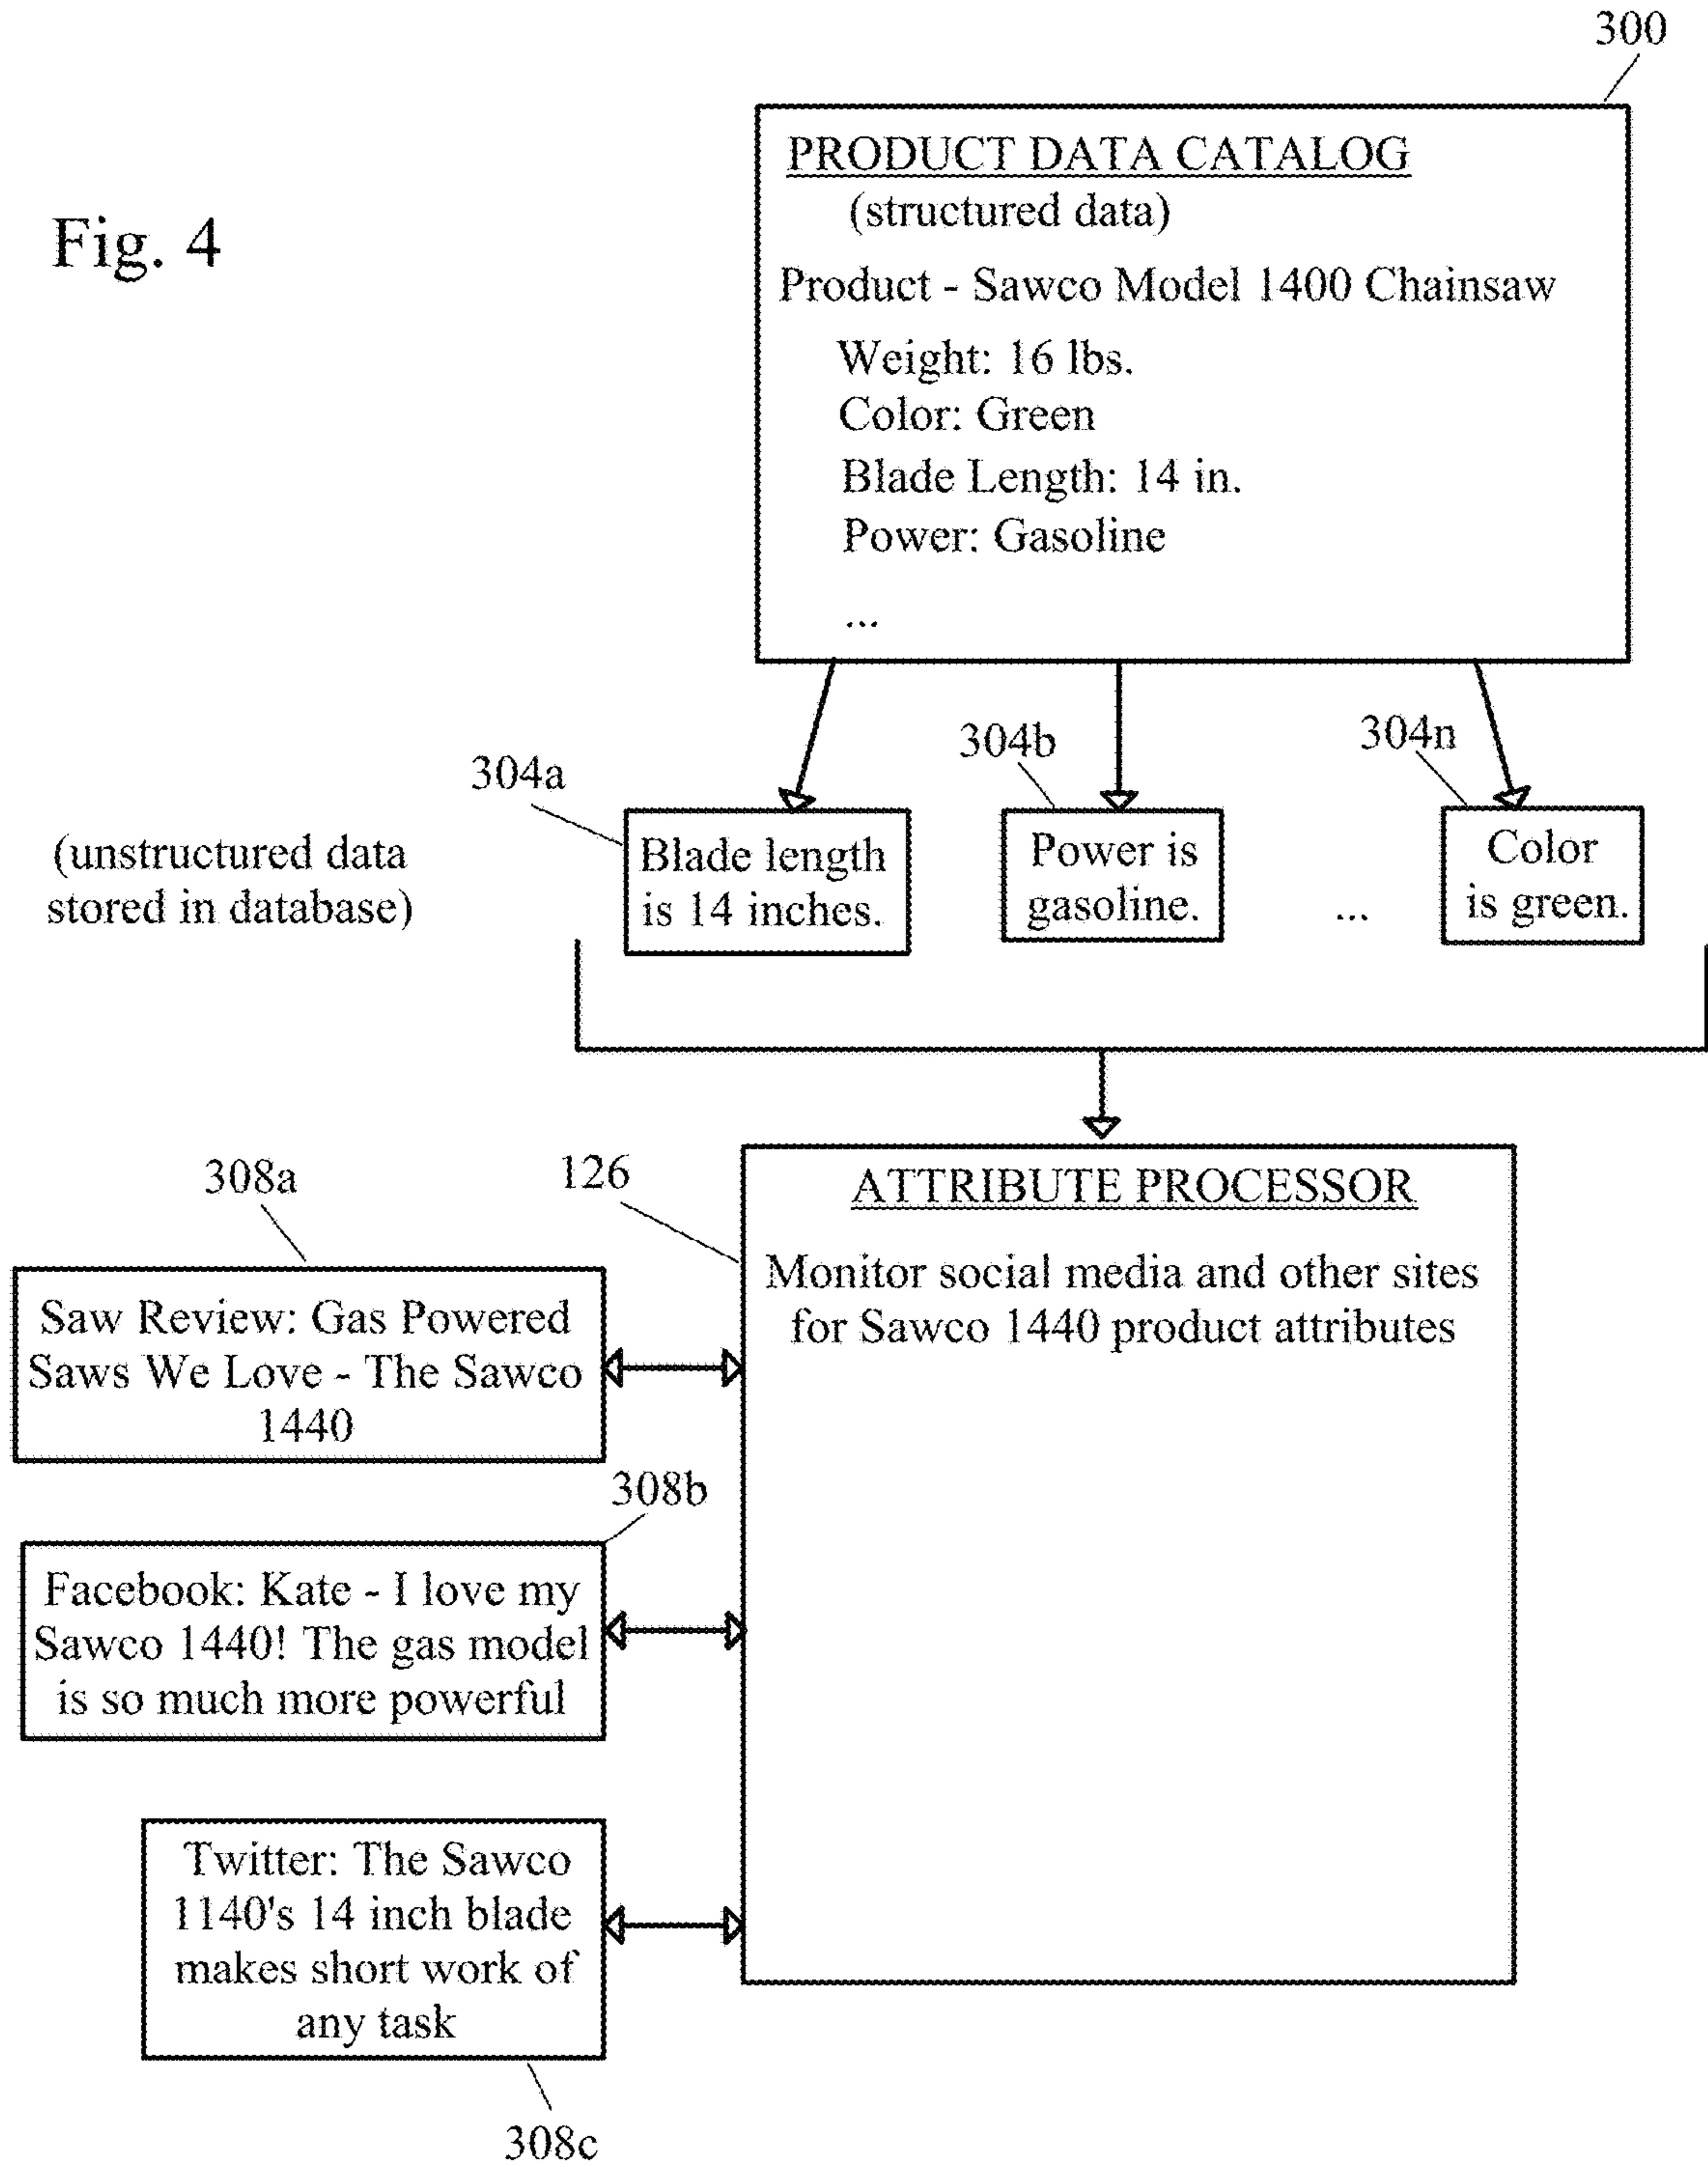 300
PRODUCT DATA CATALOG
(structured data)
Fig. 4
Product - Sawco Model 1400 Chainsaw
Weight: 16 lbs.
Color: Green
Blade Length: 14 in.
Power: Gasoline
...
304a
304b
304n
(unstructured data
stored in database)
Blade length
is 14 inches.
Power is
gasoline.
...
Color
is green.
126
ATTRIBUTE PROCESSOR
Monitor social media and other sites
for Sawco 1440 product attributes
308a
Saw Review: Gas Powered
Saws We Love - The Sawco
1440
308b
Facebook: Kate - I love my
Sawco 1440! The gas model
is so much more powerful
Twitter: The Sawco
1140's 14 inch blade
makes short work of
any task
308c